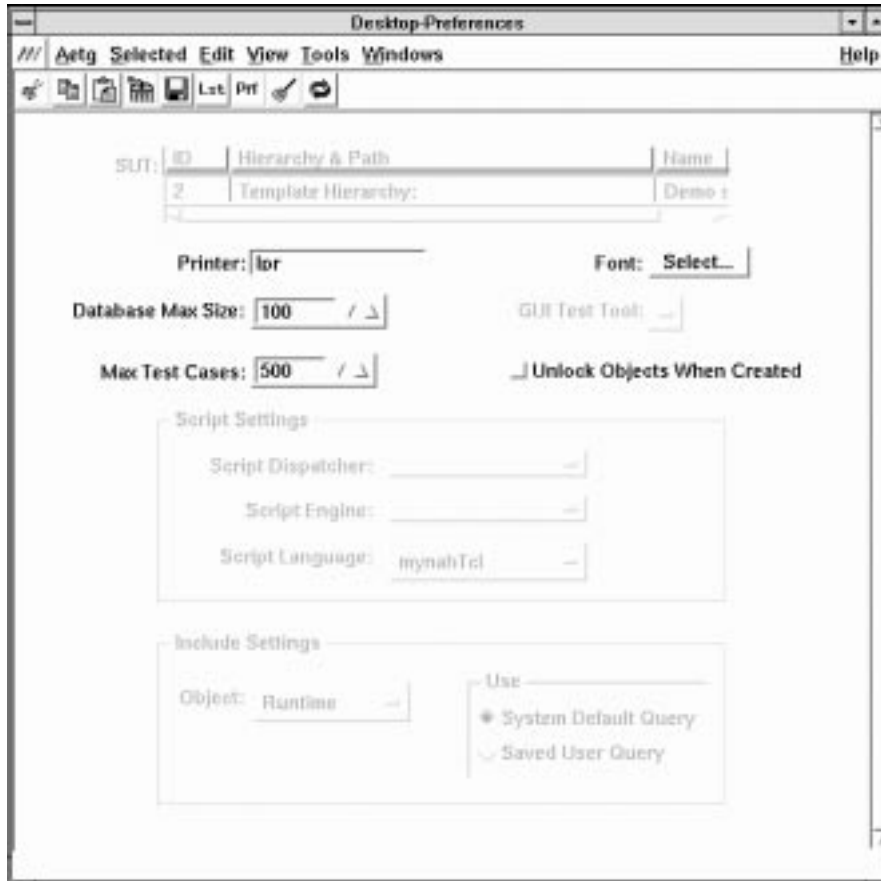 Desktop-Preferences
Aetg Selected Edit View Tools Windows Help
Lst Prf
SUT: ID Hierarchy & Path Name
2 Template Hierarchy: Demo s
Printer: lpr Font: Select...
Database Max Size: 100 GUI Test Tool:
Max Test Cases: 500 Unlock Objects When Created
Script Settings
Script Dispatcher:
Script Engine:
Script Language: mynahTcl
Include Settings
Object: Runtime
Use
System Default Query
Saved User Query